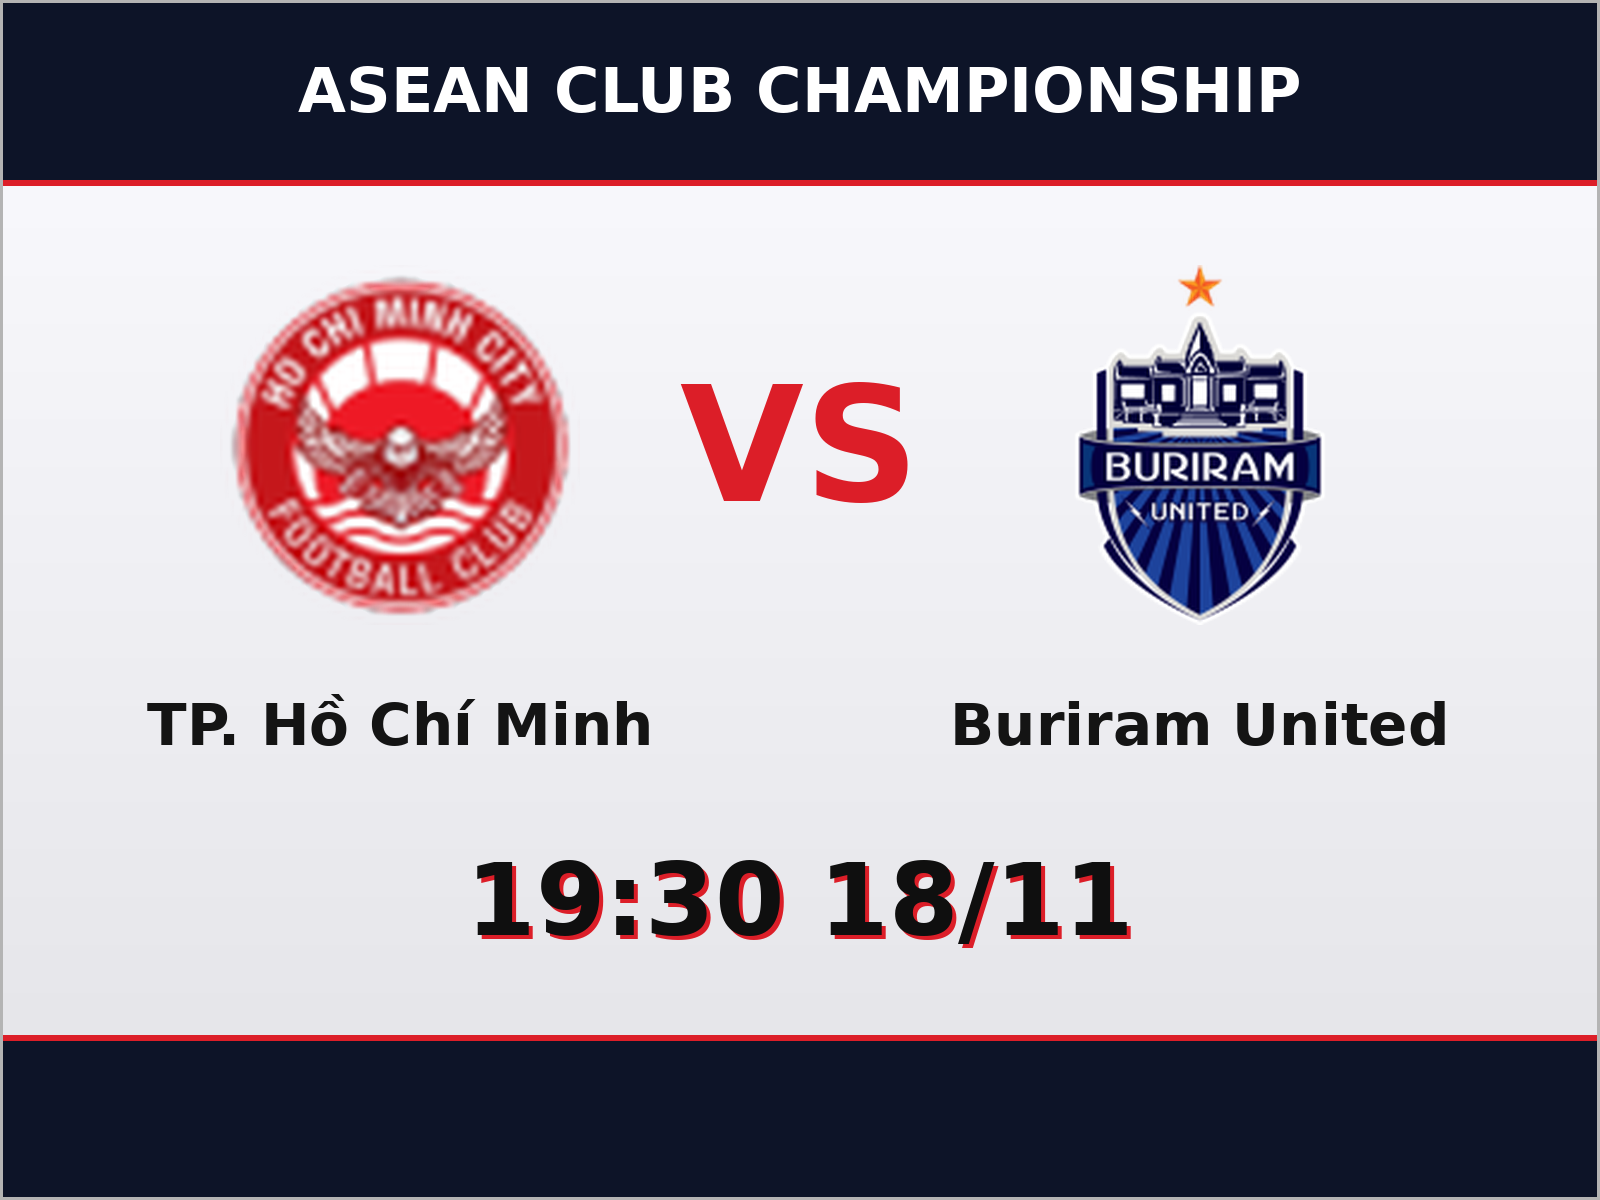 ASEAN CLUB CHAMPIONSHIP
HO CHI MINH CITY
FOOTBALL CLUB
VS
BURIRAM
UNITED
TP. Hồ Chí Minh
Buriram United
19:30 18/11